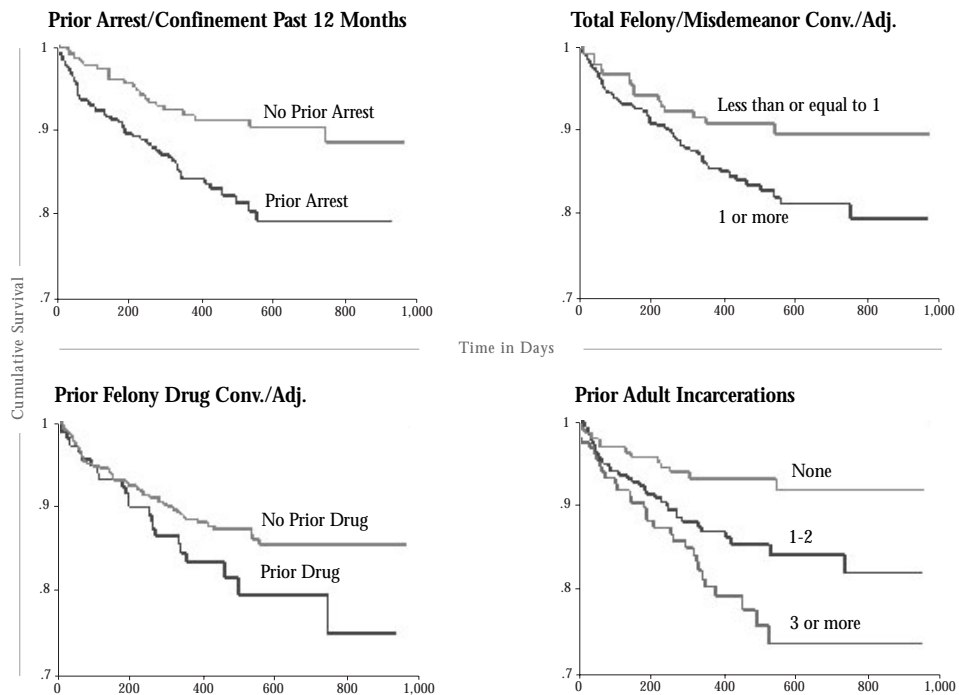 Prior Arrest/Confinement Past 12 Months
1
.9
.8
.7
No Prior Arrest
Prior Arrest
0
200
400
600
800
1,000
Total Felony/Misdemeanor Conv./Adj.
1
.9
.8
.7
Less than or equal to 1
1 or more
0
200
400
600
800
1,000
Cumulative Survival
Time in Days
Prior Felony Drug Conv./Adj.
1
.9
.8
.7
No Prior Drug
Prior Drug
0
200
400
600
800
1,000
Prior Adult Incarcerations
1
.9
.8
.7
None
1-2
3 or more
0
200
400
600
800
1,000